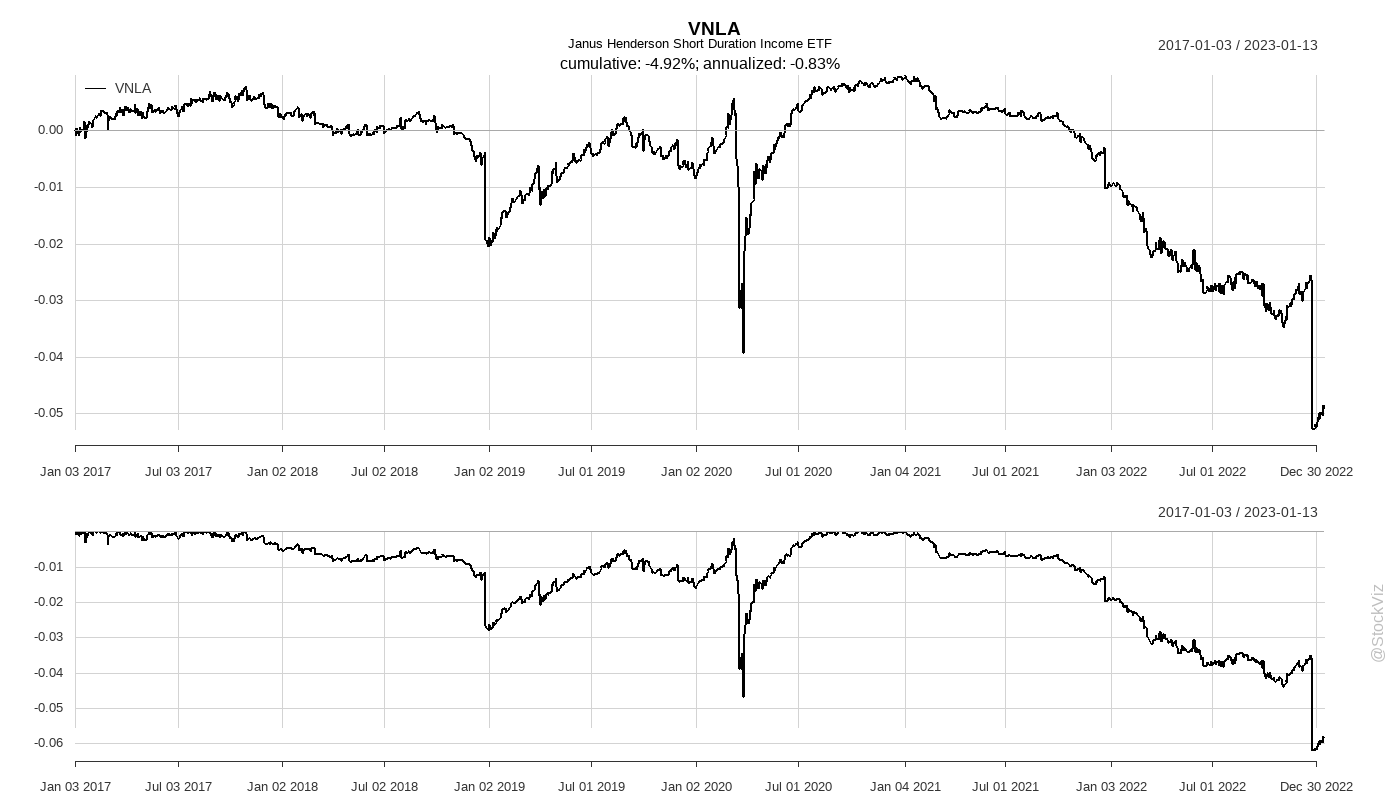 VNLA
Janus Henderson Short Duration Income ETF
2017-01-03 / 2023-01-13
cumulative: -4.92%; annualized: -0.83%
VNLA
0.00
-0.01
-0.02
-0.03
-0.04
-0.05
Jan 03 2017 Jul 03 2017 Jan 02 2018 Jul 02 2018 Jan 02 2019 Jul 01 2019 Jan 02 2020 Jul 01 2020 Jan 04 2021 Jul 01 2021 Jan 03 2022 Jul 01 2022 Dec 30 2022
2017-01-03 / 2023-01-13
-0.01
-0.02
-0.03
-0.04
-0.05
-0.06
Jan 03 2017 Jul 03 2017 Jan 02 2018 Jul 02 2018 Jan 02 2019 Jul 01 2019 Jan 02 2020 Jul 01 2020 Jan 04 2021 Jul 01 2021 Jan 03 2022 Jul 01 2022 Dec 30 2022
@StockViz